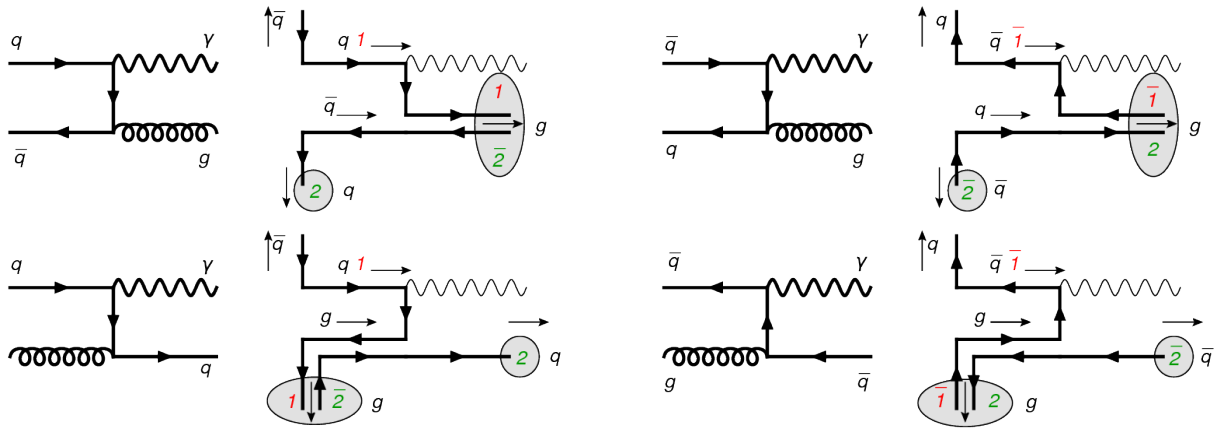 q γ
q̅ g
q̅ q 1
q̅ 1 g
2̅
2 q
q̅ γ
q g
q q̅ 1̅
q 1̅ g
2
2̅ q̅
q γ
q
q̅ q 1
g
2 q
1 2̅ g
q̅ γ
g q̅
q q̅ 1̅
g
2̅ q̅
1̅ 2 g